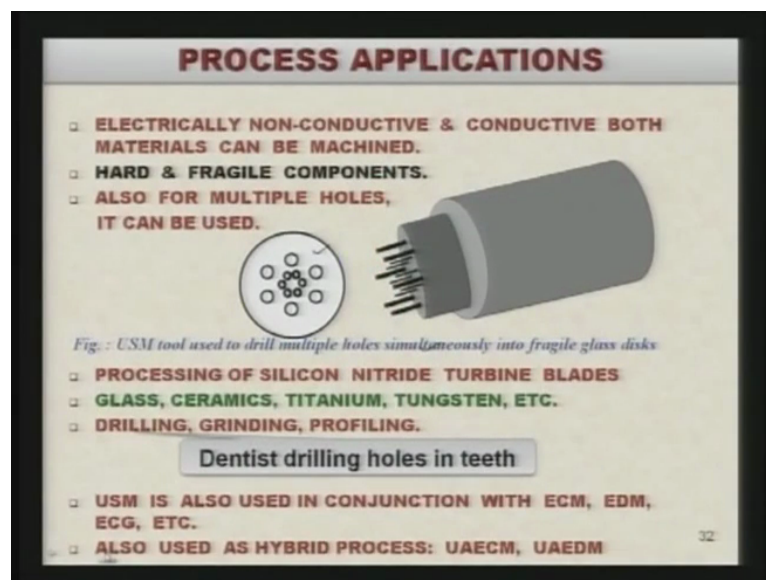 PROCESS APPLICATIONS
ELECTRICALLY NON-CONDUCTIVE & CONDUCTIVE BOTH
MATERIALS CAN BE MACHINED.
HARD & FRAGILE COMPONENTS.
ALSO FOR MULTIPLE HOLES,
IT CAN BE USED.
Fig. : USM tool used to drill multiple holes simultaneously into fragile glass disks
PROCESSING OF SILICON NITRIDE TURBINE BLADES
GLASS, CERAMICS, TITANIUM, TUNGSTEN, ETC.
DRILLING, GRINDING, PROFILING.
Dentist drilling holes in teeth
USM IS ALSO USED IN CONJUNCTION WITH ECM, EDM,
ECG, ETC.
32
ALSO USED AS HYBRID PROCESS: UAECM, UAEDM